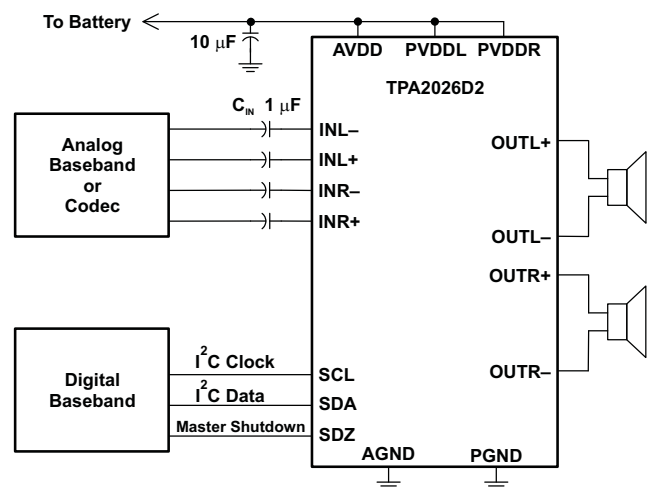 To Battery
10 μF
AVDD PVDDL PVDDR
TPA2026D2
C_IN 1 μF
Analog
Baseband
or
Codec
INL–
INL+
INR–
INR+
OUTL+
OUTL–
OUTR+
OUTR–
Digital
Baseband
I²C Clock
I²C Data
Master Shutdown
SCL
SDA
SDZ
AGND PGND